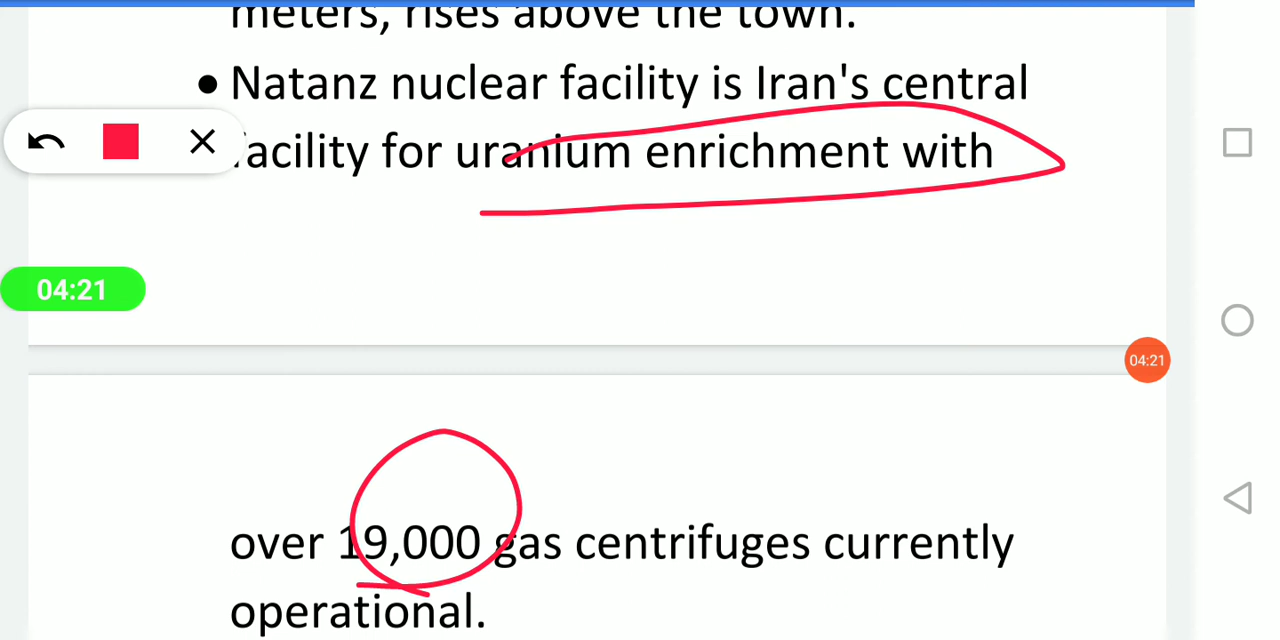 meters, rises above the town.
• Natanz nuclear facility is Iran's central
facility for uranium enrichment with
04:21
04:21
over 19,000 gas centrifuges currently
operational.